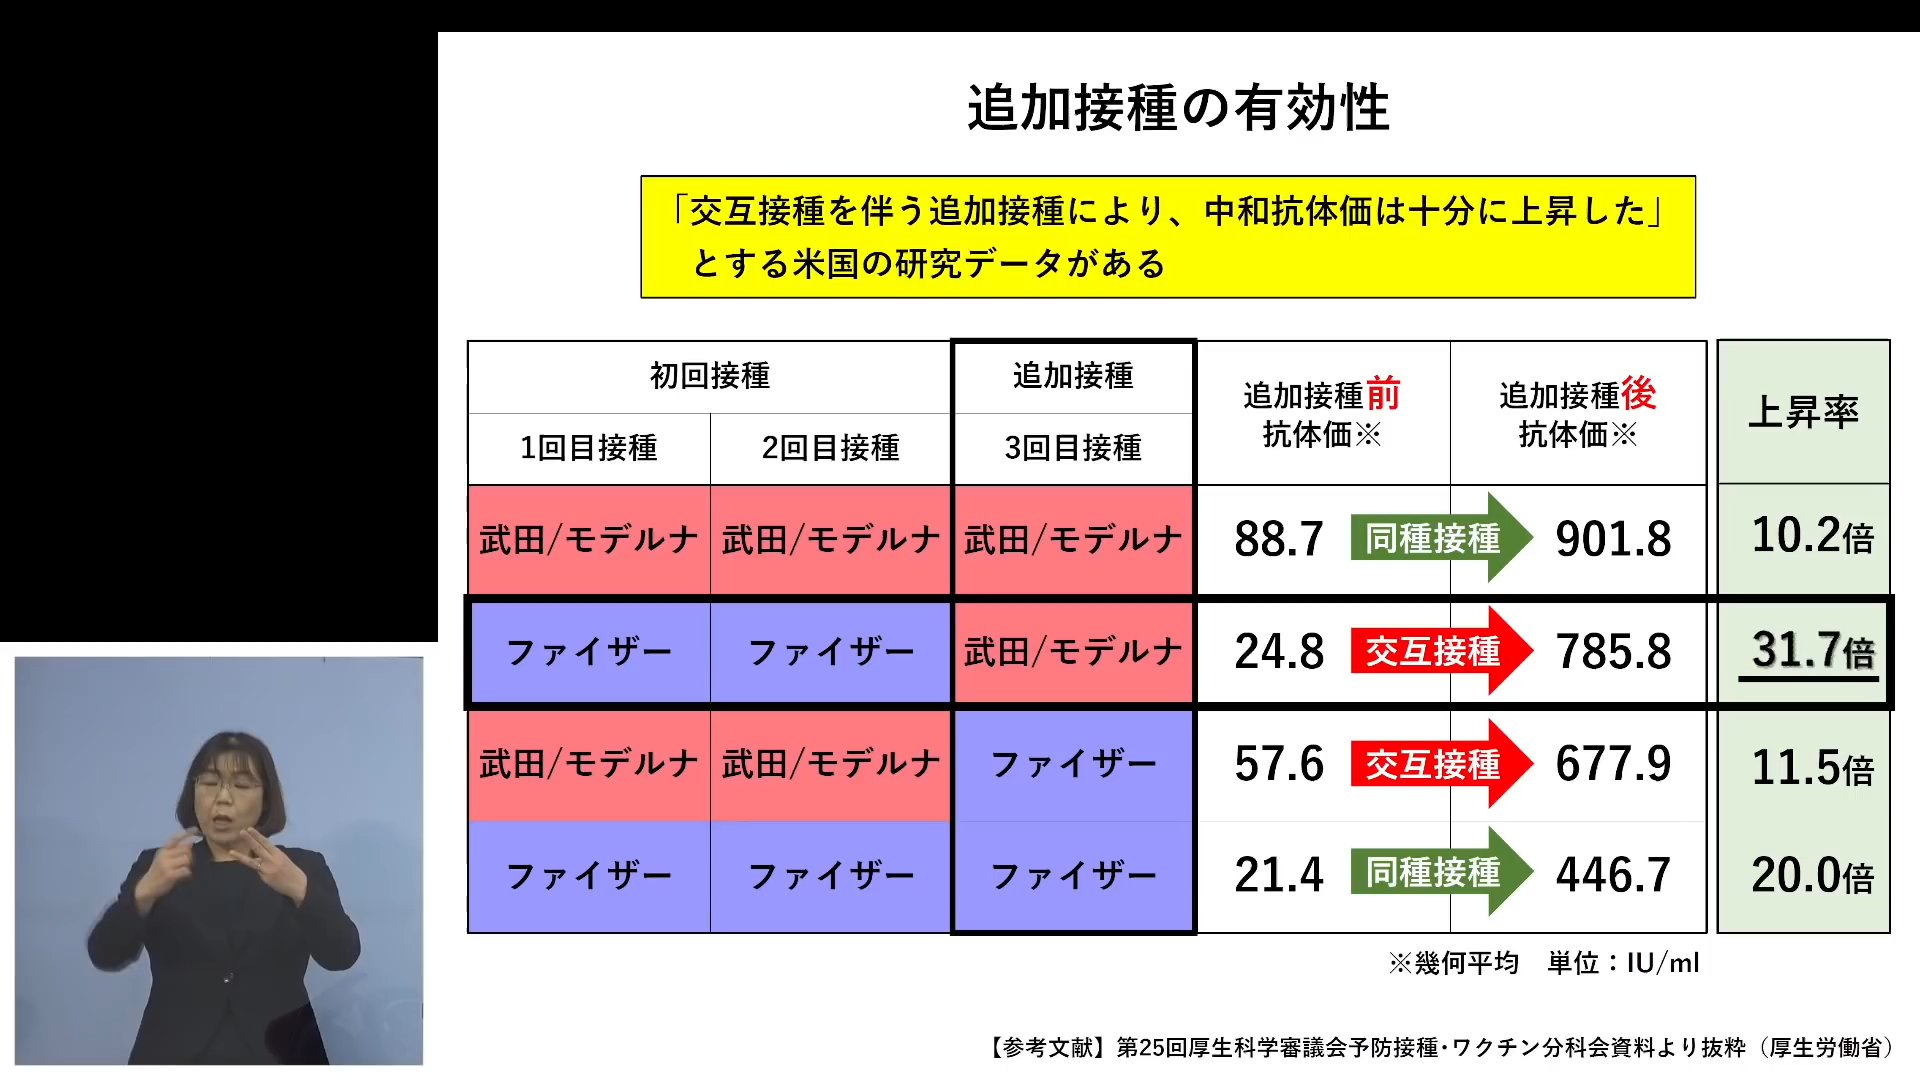 追加接種の有効性
「交互接種を伴う追加接種により、中和抗体価は十分に上昇した」
とする米国の研究データがある
初回接種
追加接種
追加接種前
抗体価※
追加接種後
抗体価※
上昇率
1回目接種
2回目接種
3回目接種
武田/モデルナ 武田/モデルナ 武田/モデルナ 88.7 同種接種 901.8 10.2倍
ファイザー ファイザー 武田/モデルナ 24.8 交互接種 785.8 31.7倍
武田/モデルナ 武田/モデルナ ファイザー 57.6 交互接種 677.9 11.5倍
ファイザー ファイザー ファイザー 21.4 同種接種 446.7 20.0倍
※幾何平均　単位：IU/ml
【参考文献】第25回厚生科学審議会予防接種･ワクチン分科会資料より抜粋（厚生労働省）